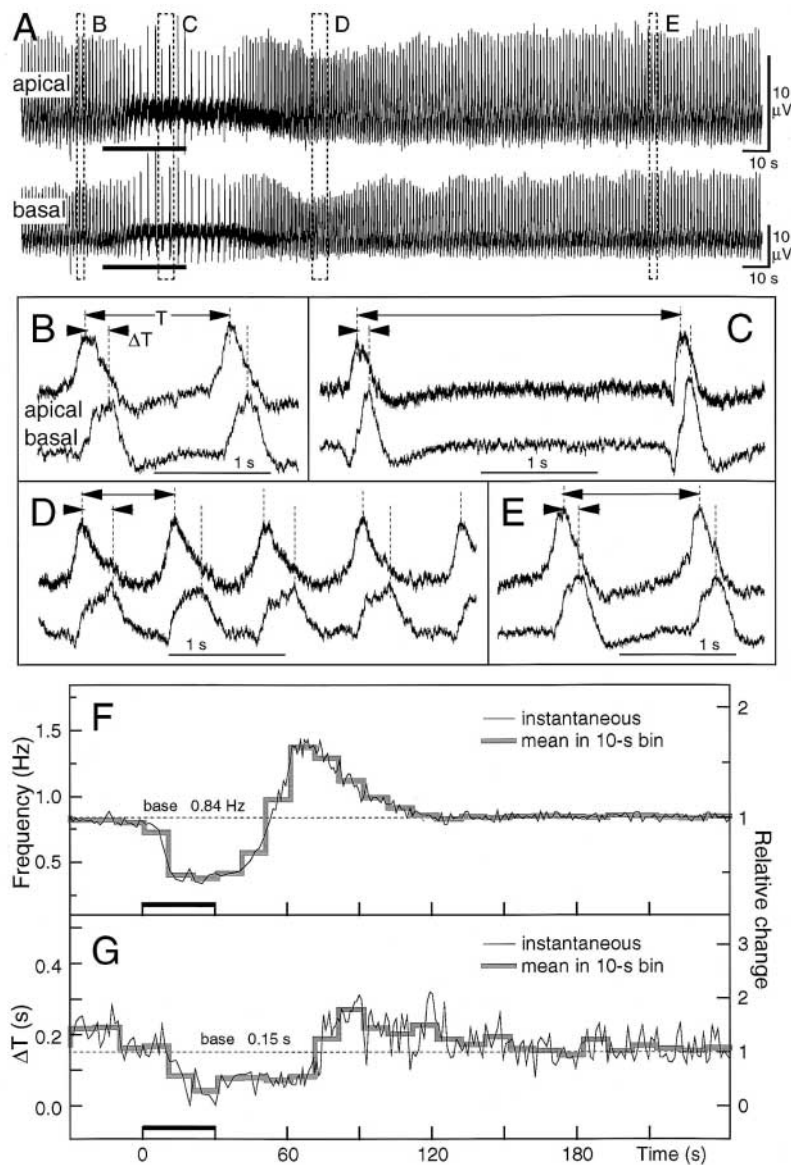 A
B
C
D
E
apical
10
µV
10 s
basal
10
µV
10 s
B
T
ΔT
apical
basal
1 s
C
1 s
D
1 s
E
1 s
F
instantaneous
mean in 10-s bin
base 0.84 Hz
Frequency (Hz)
1.5
1.0
0.5
2
1
Relative change
G
instantaneous
mean in 10-s bin
base 0.15 s
ΔT (s)
0.4
0.2
0.0
3
2
1
0
0
60
120
180
Time (s)